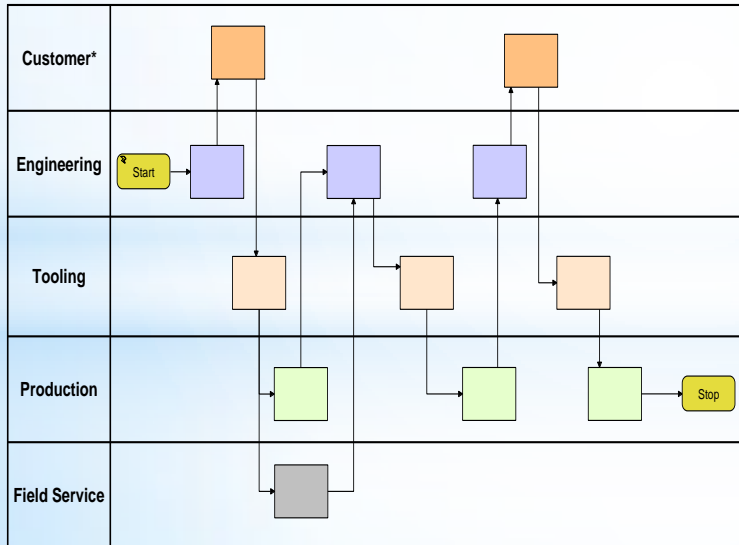 Customer*
Engineering
Start
Tooling
Production
Stop
Field Service